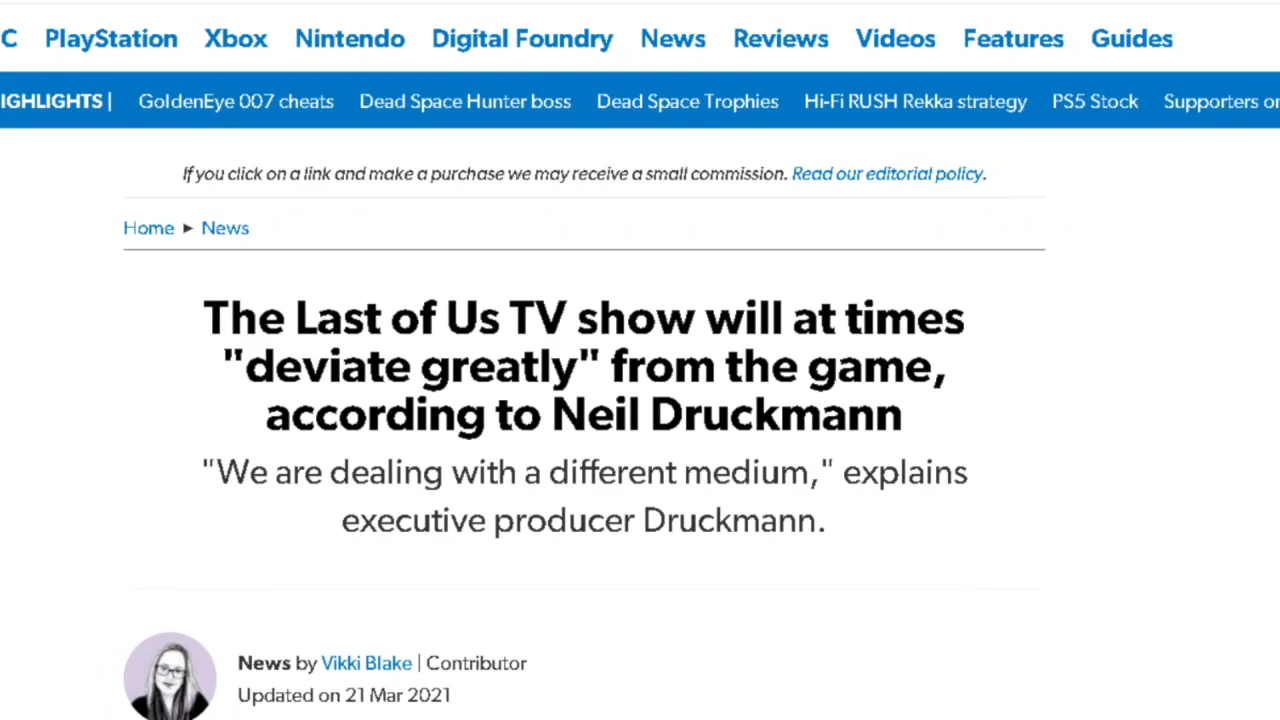 C PlayStation Xbox Nintendo Digital Foundry News Reviews Videos Features Guides
IGHLIGHTS | GoldenEye 007 cheats Dead Space Hunter boss Dead Space Trophies Hi-Fi RUSH Rekka strategy PS5 Stock Supporters or
If you click on a link and make a purchase we may receive a small commission. Read our editorial policy.
Home ▸ News
The Last of Us TV show will at times
"deviate greatly" from the game,
according to Neil Druckmann
"We are dealing with a different medium," explains
executive producer Druckmann.
News by Vikki Blake | Contributor
Updated on 21 Mar 2021